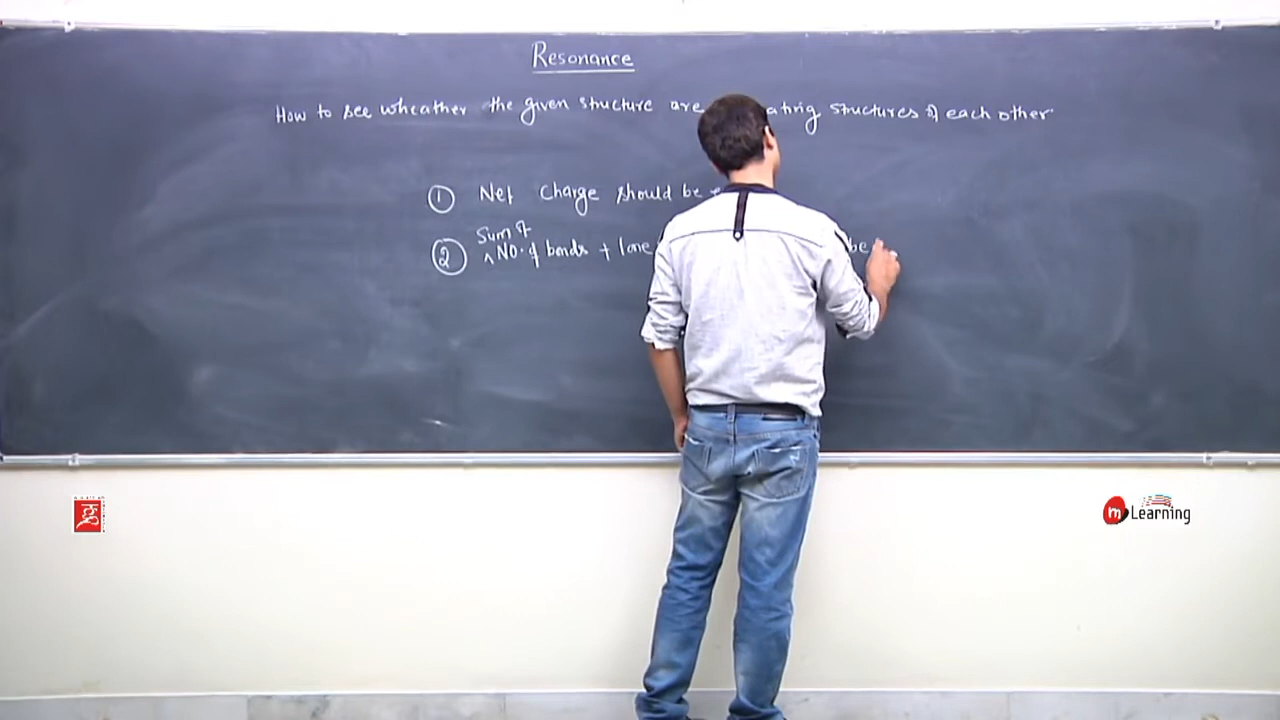 Resonance
How to see wheather the given structure are ating structures of each other
① Net Charge should be
Sum of
② ^ No. of bonds + lone be
m Learning